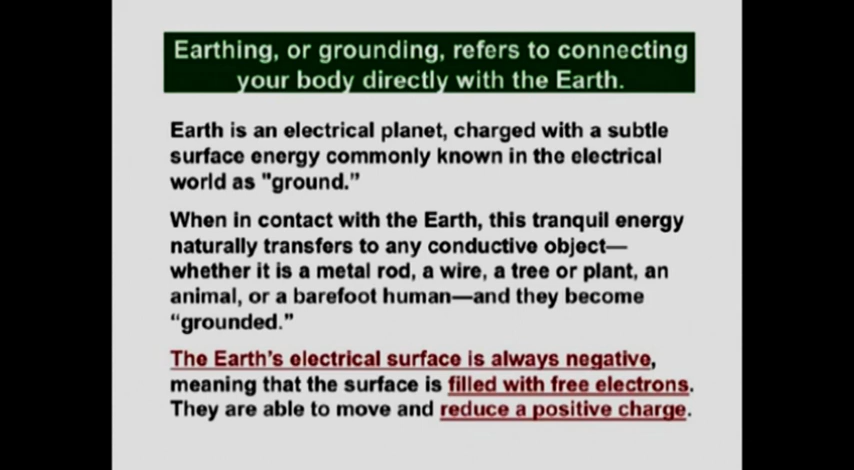 Earthing, or grounding, refers to connecting
your body directly with the Earth.
Earth is an electrical planet, charged with a subtle
surface energy commonly known in the electrical
world as "ground.”
When in contact with the Earth, this tranquil energy
naturally transfers to any conductive object—
whether it is a metal rod, a wire, a tree or plant, an
animal, or a barefoot human—and they become
“grounded.”
The Earth’s electrical surface is always negative,
meaning that the surface is filled with free electrons.
They are able to move and reduce a positive charge.